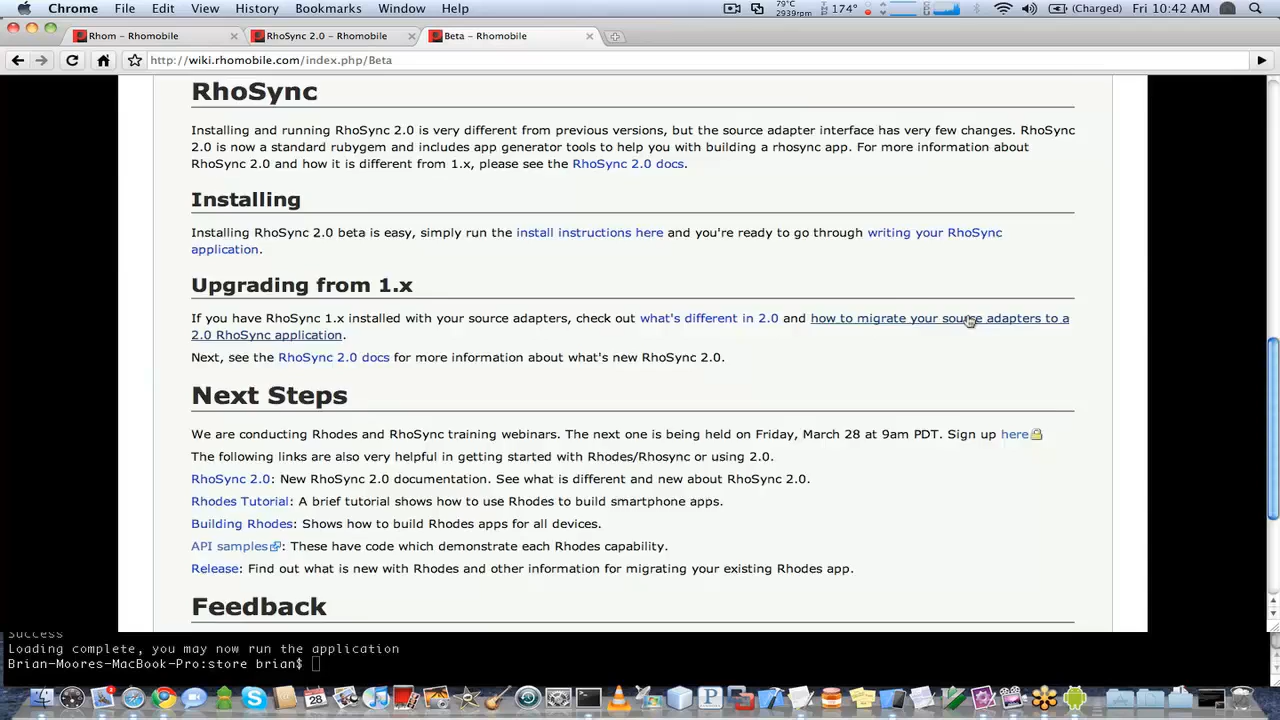 Chrome File Edit View History Bookmarks Window Help 79°C 2939rpm 174° (Charged) Fri 10:42 AM
Rhom – Rhomobile RhoSync 2.0 – Rhomobile Beta – Rhomobile
http://wiki.rhomobile.com/index.php/Beta
RhoSync
Installing and running RhoSync 2.0 is very different from previous versions, but the source adapter interface has very few changes. RhoSync
2.0 is now a standard rubygem and includes app generator tools to help you with building a rhosync app. For more information about
RhoSync 2.0 and how it is different from 1.x, please see the RhoSync 2.0 docs.
Installing
Installing RhoSync 2.0 beta is easy, simply run the install instructions here and you're ready to go through writing your RhoSync
application.
Upgrading from 1.x
If you have RhoSync 1.x installed with your source adapters, check out what's different in 2.0 and how to migrate your source adapters to a
2.0 RhoSync application.
Next, see the RhoSync 2.0 docs for more information about what's new RhoSync 2.0.
Next Steps
We are conducting Rhodes and RhoSync training webinars. The next one is being held on Friday, March 28 at 9am PDT. Sign up here
The following links are also very helpful in getting started with Rhodes/Rhosync or using 2.0.
RhoSync 2.0: New RhoSync 2.0 documentation. See what is different and new about RhoSync 2.0.
Rhodes Tutorial: A brief tutorial shows how to use Rhodes to build smartphone apps.
Building Rhodes: Shows how to build Rhodes apps for all devices.
API samples: These have code which demonstrate each Rhodes capability.
Release: Find out what is new with Rhodes and other information for migrating your existing Rhodes app.
Feedback
Success
Loading complete, you may now run the application
Brian-Moores-MacBook-Pro:store brian$